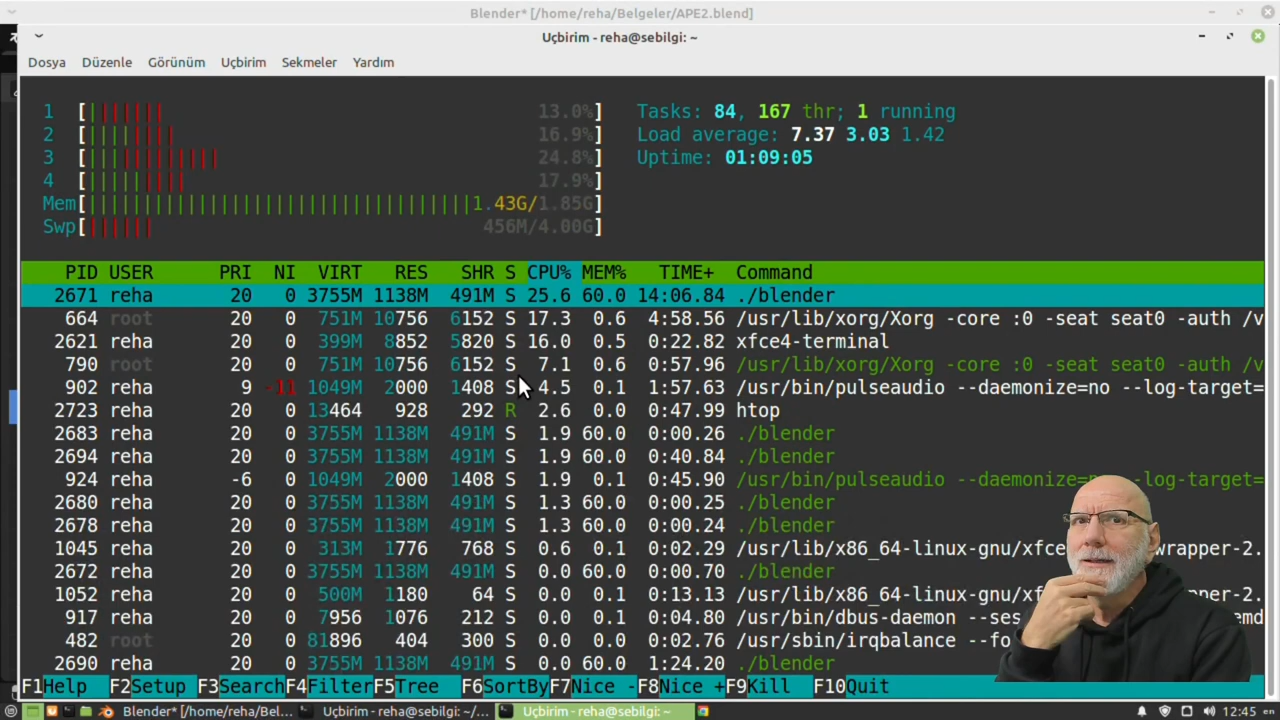 Blender* [/home/reha/Belgeler/APE2.blend]
Uçbirim - reha@sebilgi: ~
Dosya Düzenle Görünüm Uçbirim Sekmeler Yardım
1 [||||||| 13.0%] Tasks: 84, 167 thr; 1 running
2 [|||||||| 16.9%] Load average: 7.37 3.03 1.42
3 [|||||||||||| 24.8%] Uptime: 01:09:05
4 [||||||||| 17.9%]
Mem[|||||||||||||||||||||||||||||||||||1.43G/1.85G]
Swp[|||||| 456M/4.00G]
PID USER PRI NI VIRT RES SHR S CPU% MEM% TIME+ Command
2671 reha 20 0 3755M 1138M 491M S 25.6 60.0 14:06.84 ./blender
664 root 20 0 751M 10756 6152 S 17.3 0.6 4:58.56 /usr/lib/xorg/Xorg -core :0 -seat seat0 -auth /v
2621 reha 20 0 399M 8852 5820 S 16.0 0.5 0:22.82 xfce4-terminal
790 root 20 0 751M 10756 6152 S 7.1 0.6 0:57.96 /usr/lib/xorg/Xorg -core :0 -seat seat0 -auth /v
902 reha 9 -11 1049M 2000 1408 S 4.5 0.1 1:57.63 /usr/bin/pulseaudio --daemonize=no --log-target=
2723 reha 20 0 13464 928 292 R 2.6 0.0 0:47.99 htop
2683 reha 20 0 3755M 1138M 491M S 1.9 60.0 0:00.26 ./blender
2694 reha 20 0 3755M 1138M 491M S 1.9 60.0 0:40.84 ./blender
924 reha -6 0 1049M 2000 1408 S 1.9 0.1 0:45.90 /usr/bin/pulseaudio --daemonize=n --log-target=
2680 reha 20 0 3755M 1138M 491M S 1.3 60.0 0:00.25 ./blender
2678 reha 20 0 3755M 1138M 491M S 1.3 60.0 0:00.24 ./blender
1045 reha 20 0 313M 1776 768 S 0.6 0.1 0:02.29 /usr/lib/x86_64-linux-gnu/xfce wrapper-2.
2672 reha 20 0 3755M 1138M 491M S 0.0 60.0 0:00.70 ./blender
1052 reha 20 0 500M 1180 64 S 0.0 0.1 0:13.13 /usr/lib/x86_64-linux-gnu/xf wrapper-2.
917 reha 20 0 7956 1076 212 S 0.0 0.1 0:04.80 /usr/bin/dbus-daemon --ses emd
482 root 20 0 81896 404 300 S 0.0 0.0 0:02.76 /usr/sbin/irqbalance --fo
2690 reha 20 0 3755M 1138M 491M S 0.0 60.0 1:24.20 ./blender
F1Help F2Setup F3SearchF4FilterF5Tree F6SortByF7Nice -F8Nice +F9Kill F10Quit
Blender* [/home/reha/Bel... Uçbirim - reha@sebilgi: ~/... Uçbirim - reha@sebilgi: ~ 12:45 en